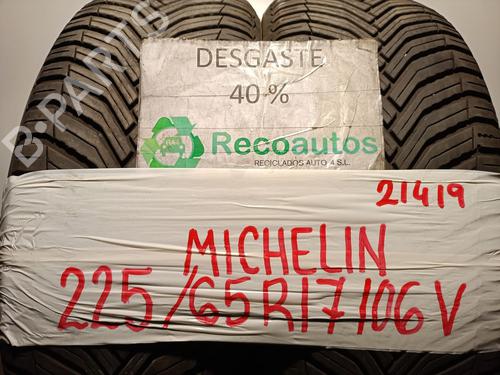 DESGASTE
40 %
Recoautos
RECICLADOS AUTO 4 S.L.
21419
MICHELIN
225/65R17 106V
B-PARTS